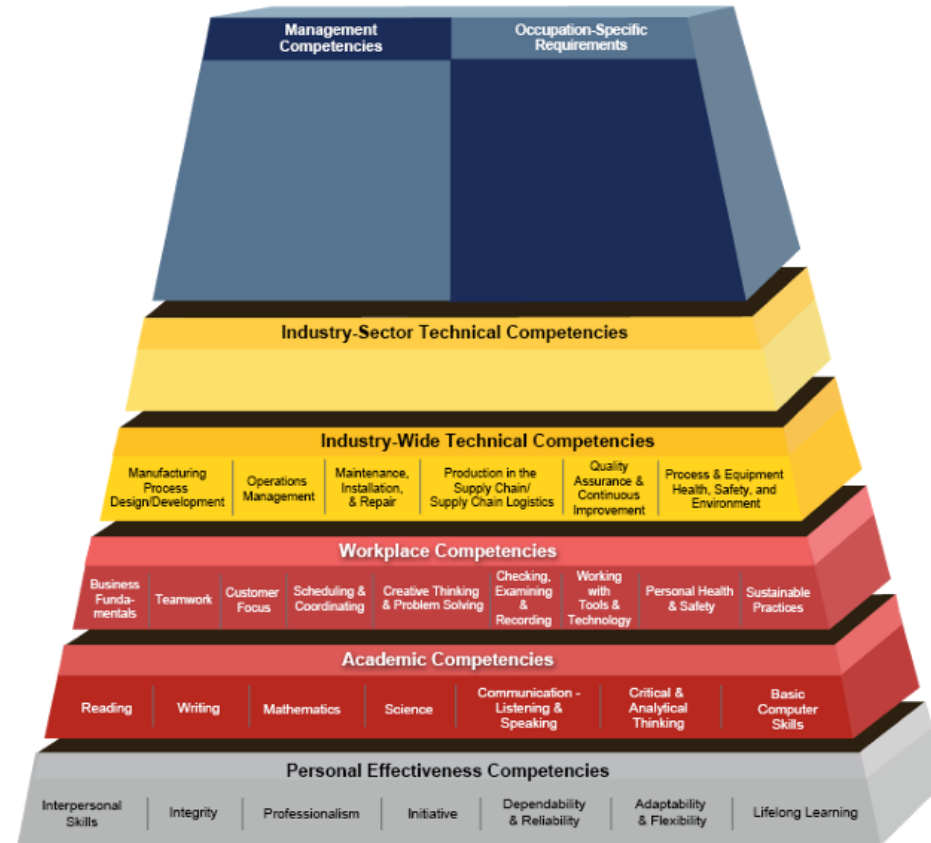 Management
Competencies
Occupation-Specific
Requirements
Industry-Sector Technical Competencies
Industry-Wide Technical Competencies
Manufacturing
Process
Design/Development
Operations
Management
Maintenance,
Installation,
& Repair
Production in the
Supply Chain/
Supply Chain Logistics
Quality
Assurance &
Continuous
Improvement
Process & Equipment
Health, Safety, and
Environment
Workplace Competencies
Business
Funda-
mentals
Teamwork
Customer
Focus
Scheduling &
Coordinating
Creative Thinking
& Problem Solving
Checking,
Examining
&
Recording
Working
with
Tools &
Technology
Personal Health
& Safety
Sustainable
Practices
Academic Competencies
Reading
Writing
Mathematics
Science
Communication -
Listening &
Speaking
Critical &
Analytical
Thinking
Basic
Computer
Skills
Personal Effectiveness Competencies
Interpersonal
Skills
Integrity
Professionalism
Initiative
Dependability
& Reliability
Adaptability
& Flexibility
Lifelong Learning